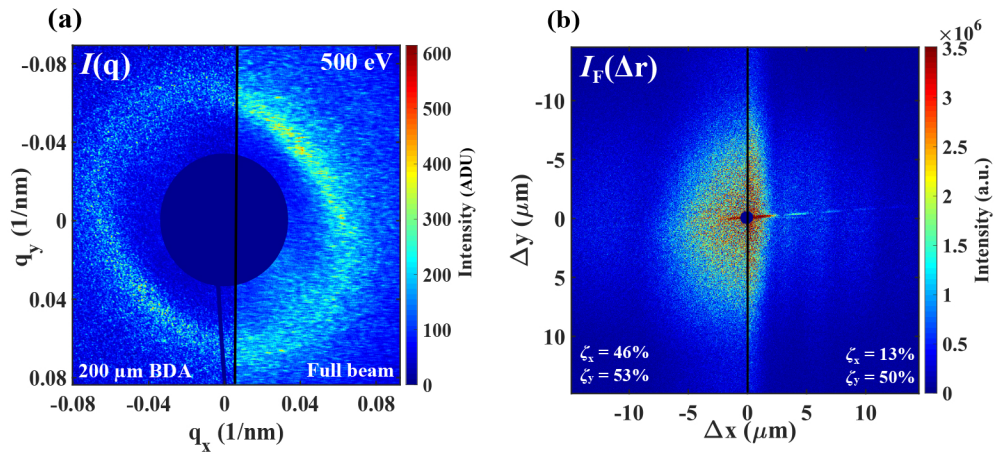 (a)
I(q)
500 eV
200 µm BDA
Full beam
-0.08
-0.04
0
0.04
0.08
q_y (1/nm)
-0.08
-0.04
0
0.04
0.08
q_x (1/nm)
600
500
400
300
200
100
0
Intensity (ADU)
(b)
I_F(Δr)
ζ_x = 46%
ζ_y = 53%
ζ_x = 13%
ζ_y = 50%
-10
-5
0
5
10
Δy (µm)
-10
-5
0
5
10
Δx (µm)
×10⁶
3.5
3
2.5
2
1.5
1
0.5
0
Intensity (a.u.)